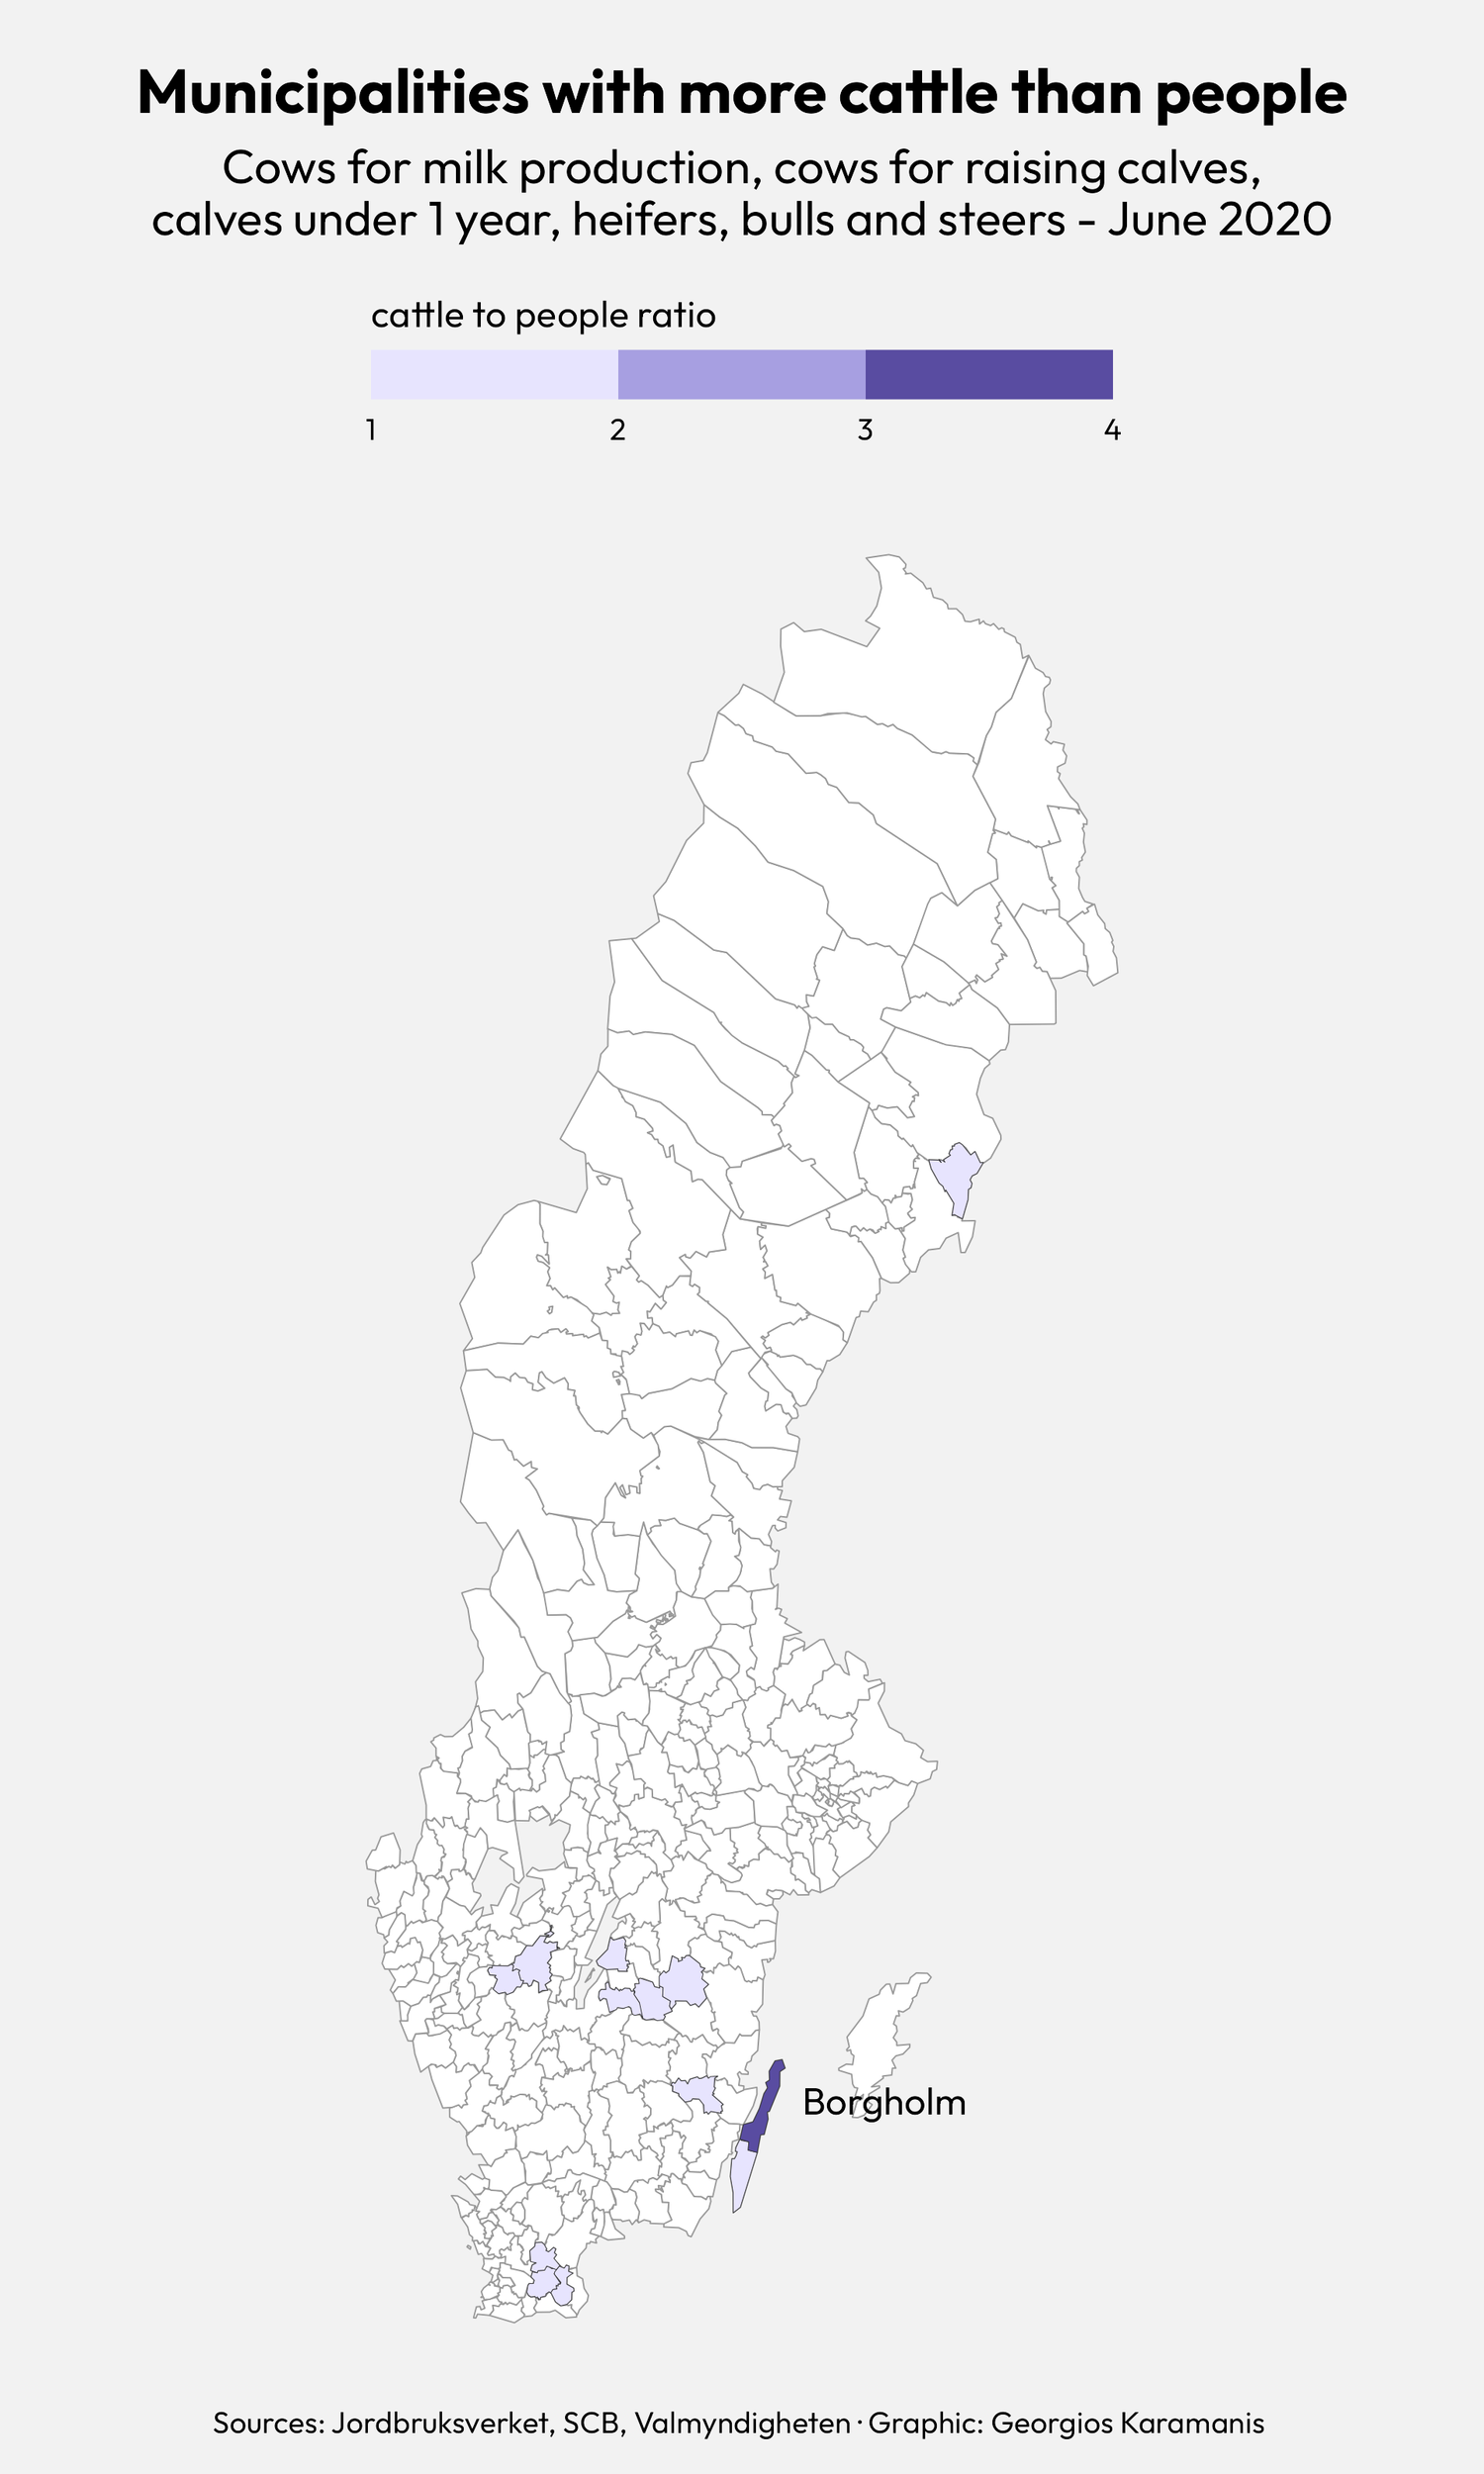 Municipalities with more cattle than people
Cows for milk production, cows for raising calves,
calves under 1 year, heifers, bulls and steers - June 2020
cattle to people ratio
1 2 3 4
Borgholm
Sources: Jordbruksverket, SCB, Valmyndigheten · Graphic: Georgios Karamanis